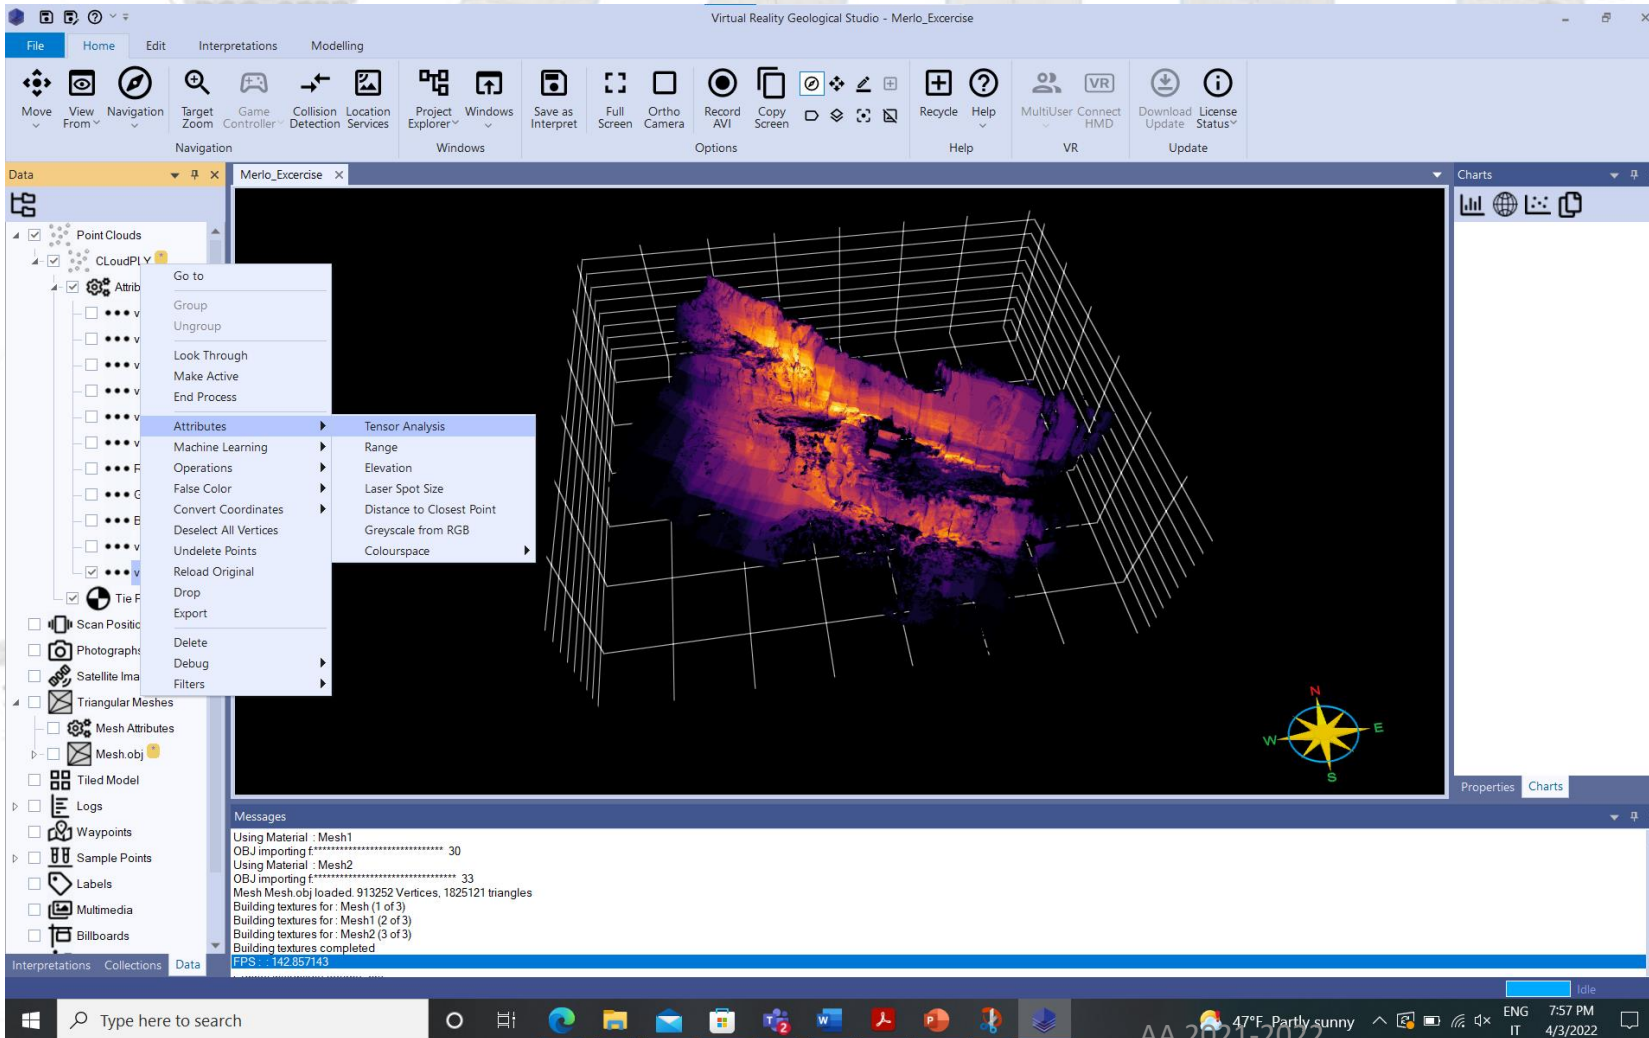 Virtual Reality Geological Studio - Merlo_Excercise
File Home Edit Interpretations Modelling
Move View From Navigation Target Zoom Game Controller Collision Detection Location Services Project Explorer Windows Save as Interpret Full Screen Ortho Camera Record AVI Copy Screen Recycle Help MultiUser Connect HMD Download Update License Status
VR
Navigation Windows Options Help VR Update
Data
Merlo_Excercise
Charts
Point Clouds
CLoudPLY
Attrib
v
v
v
v
v
v
R
G
B
v
v
Tie P
Scan Positio
Photographs
Satellite Ima
Triangular Meshes
Mesh Attributes
Mesh.obj
Tiled Model
Logs
Waypoints
Sample Points
Labels
Multimedia
Billboards
Interpretations Collections Data
Go to
Group
Ungroup
Look Through
Make Active
End Process
Attributes
Machine Learning
Operations
False Color
Convert Coordinates
Deselect All Vertices
Undelete Points
Reload Original
Drop
Export
Delete
Debug
Filters
Tensor Analysis
Range
Elevation
Laser Spot Size
Distance to Closest Point
Greyscale from RGB
Colourspace
N
W E
S
Properties Charts
Messages
Using Material : Mesh1
OBJ importing f:****************************** 30
Using Material : Mesh2
OBJ importing f:********************************* 33
Mesh Mesh.obj loaded. 913252 Vertices, 1825121 triangles
Building textures for : Mesh (1 of 3)
Building textures for : Mesh1 (2 of 3)
Building textures for : Mesh2 (3 of 3)
Building textures completed
FPS : : 142.857143
Idle
Type here to search
47°F Partly sunny
ENG
IT
7:57 PM
4/3/2022
AA 2021-2022